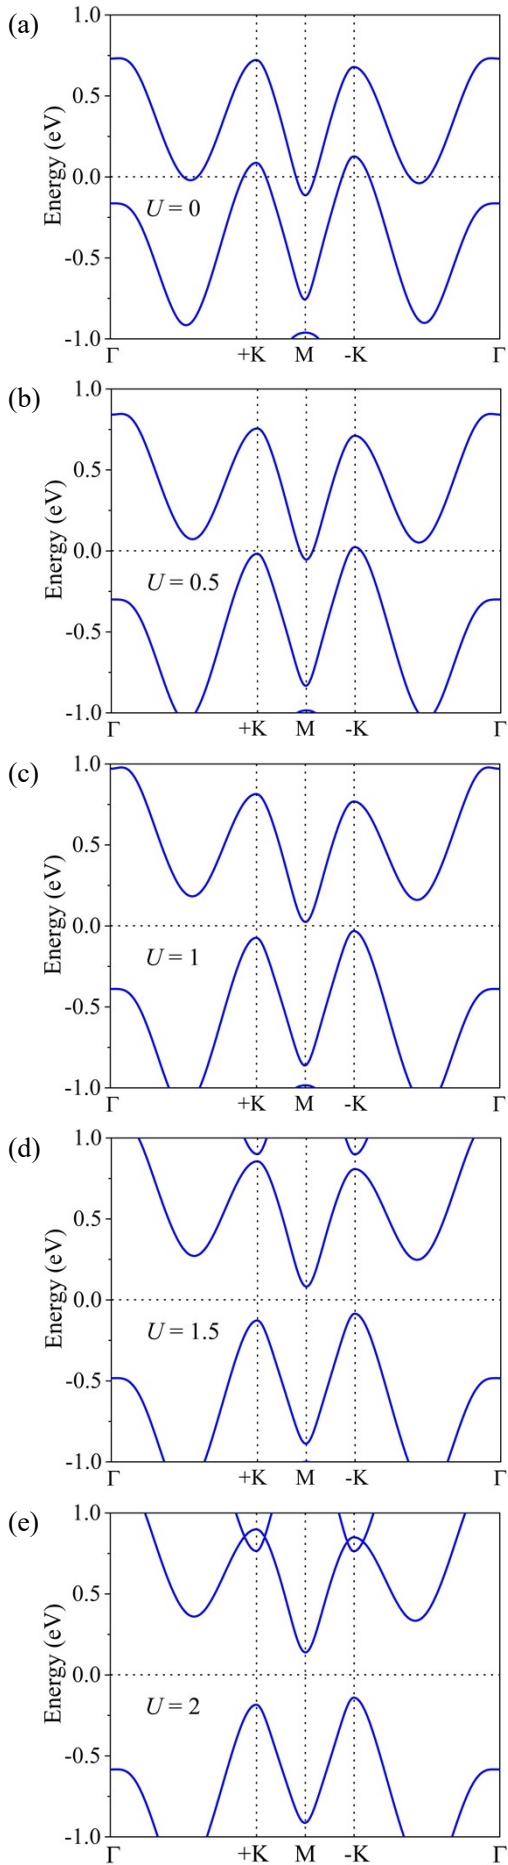 (a)
1.0
0.5
0.0
-0.5
-1.0
Energy (eV)
U = 0
Γ +K M -K Γ
(b)
1.0
0.5
0.0
-0.5
-1.0
Energy (eV)
U = 0.5
Γ +K M -K Γ
(c)
1.0
0.5
0.0
-0.5
-1.0
Energy (eV)
U = 1
Γ +K M -K Γ
(d)
1.0
0.5
0.0
-0.5
-1.0
Energy (eV)
U = 1.5
Γ +K M -K Γ
(e)
1.0
0.5
0.0
-0.5
-1.0
Energy (eV)
U = 2
Γ +K M -K Γ